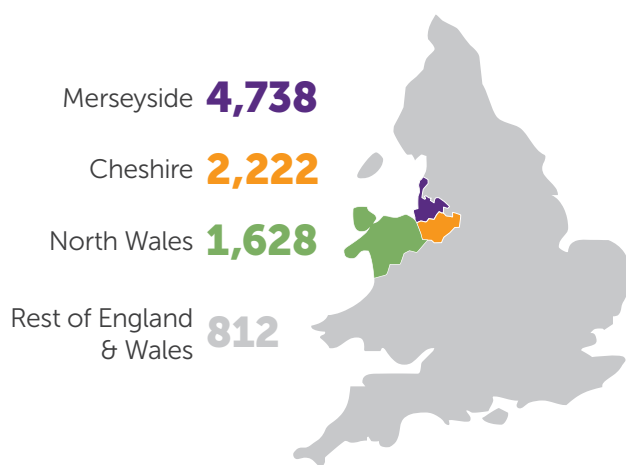 Merseyside 4,738
Cheshire 2,222
North Wales 1,628
Rest of England
& Wales 812